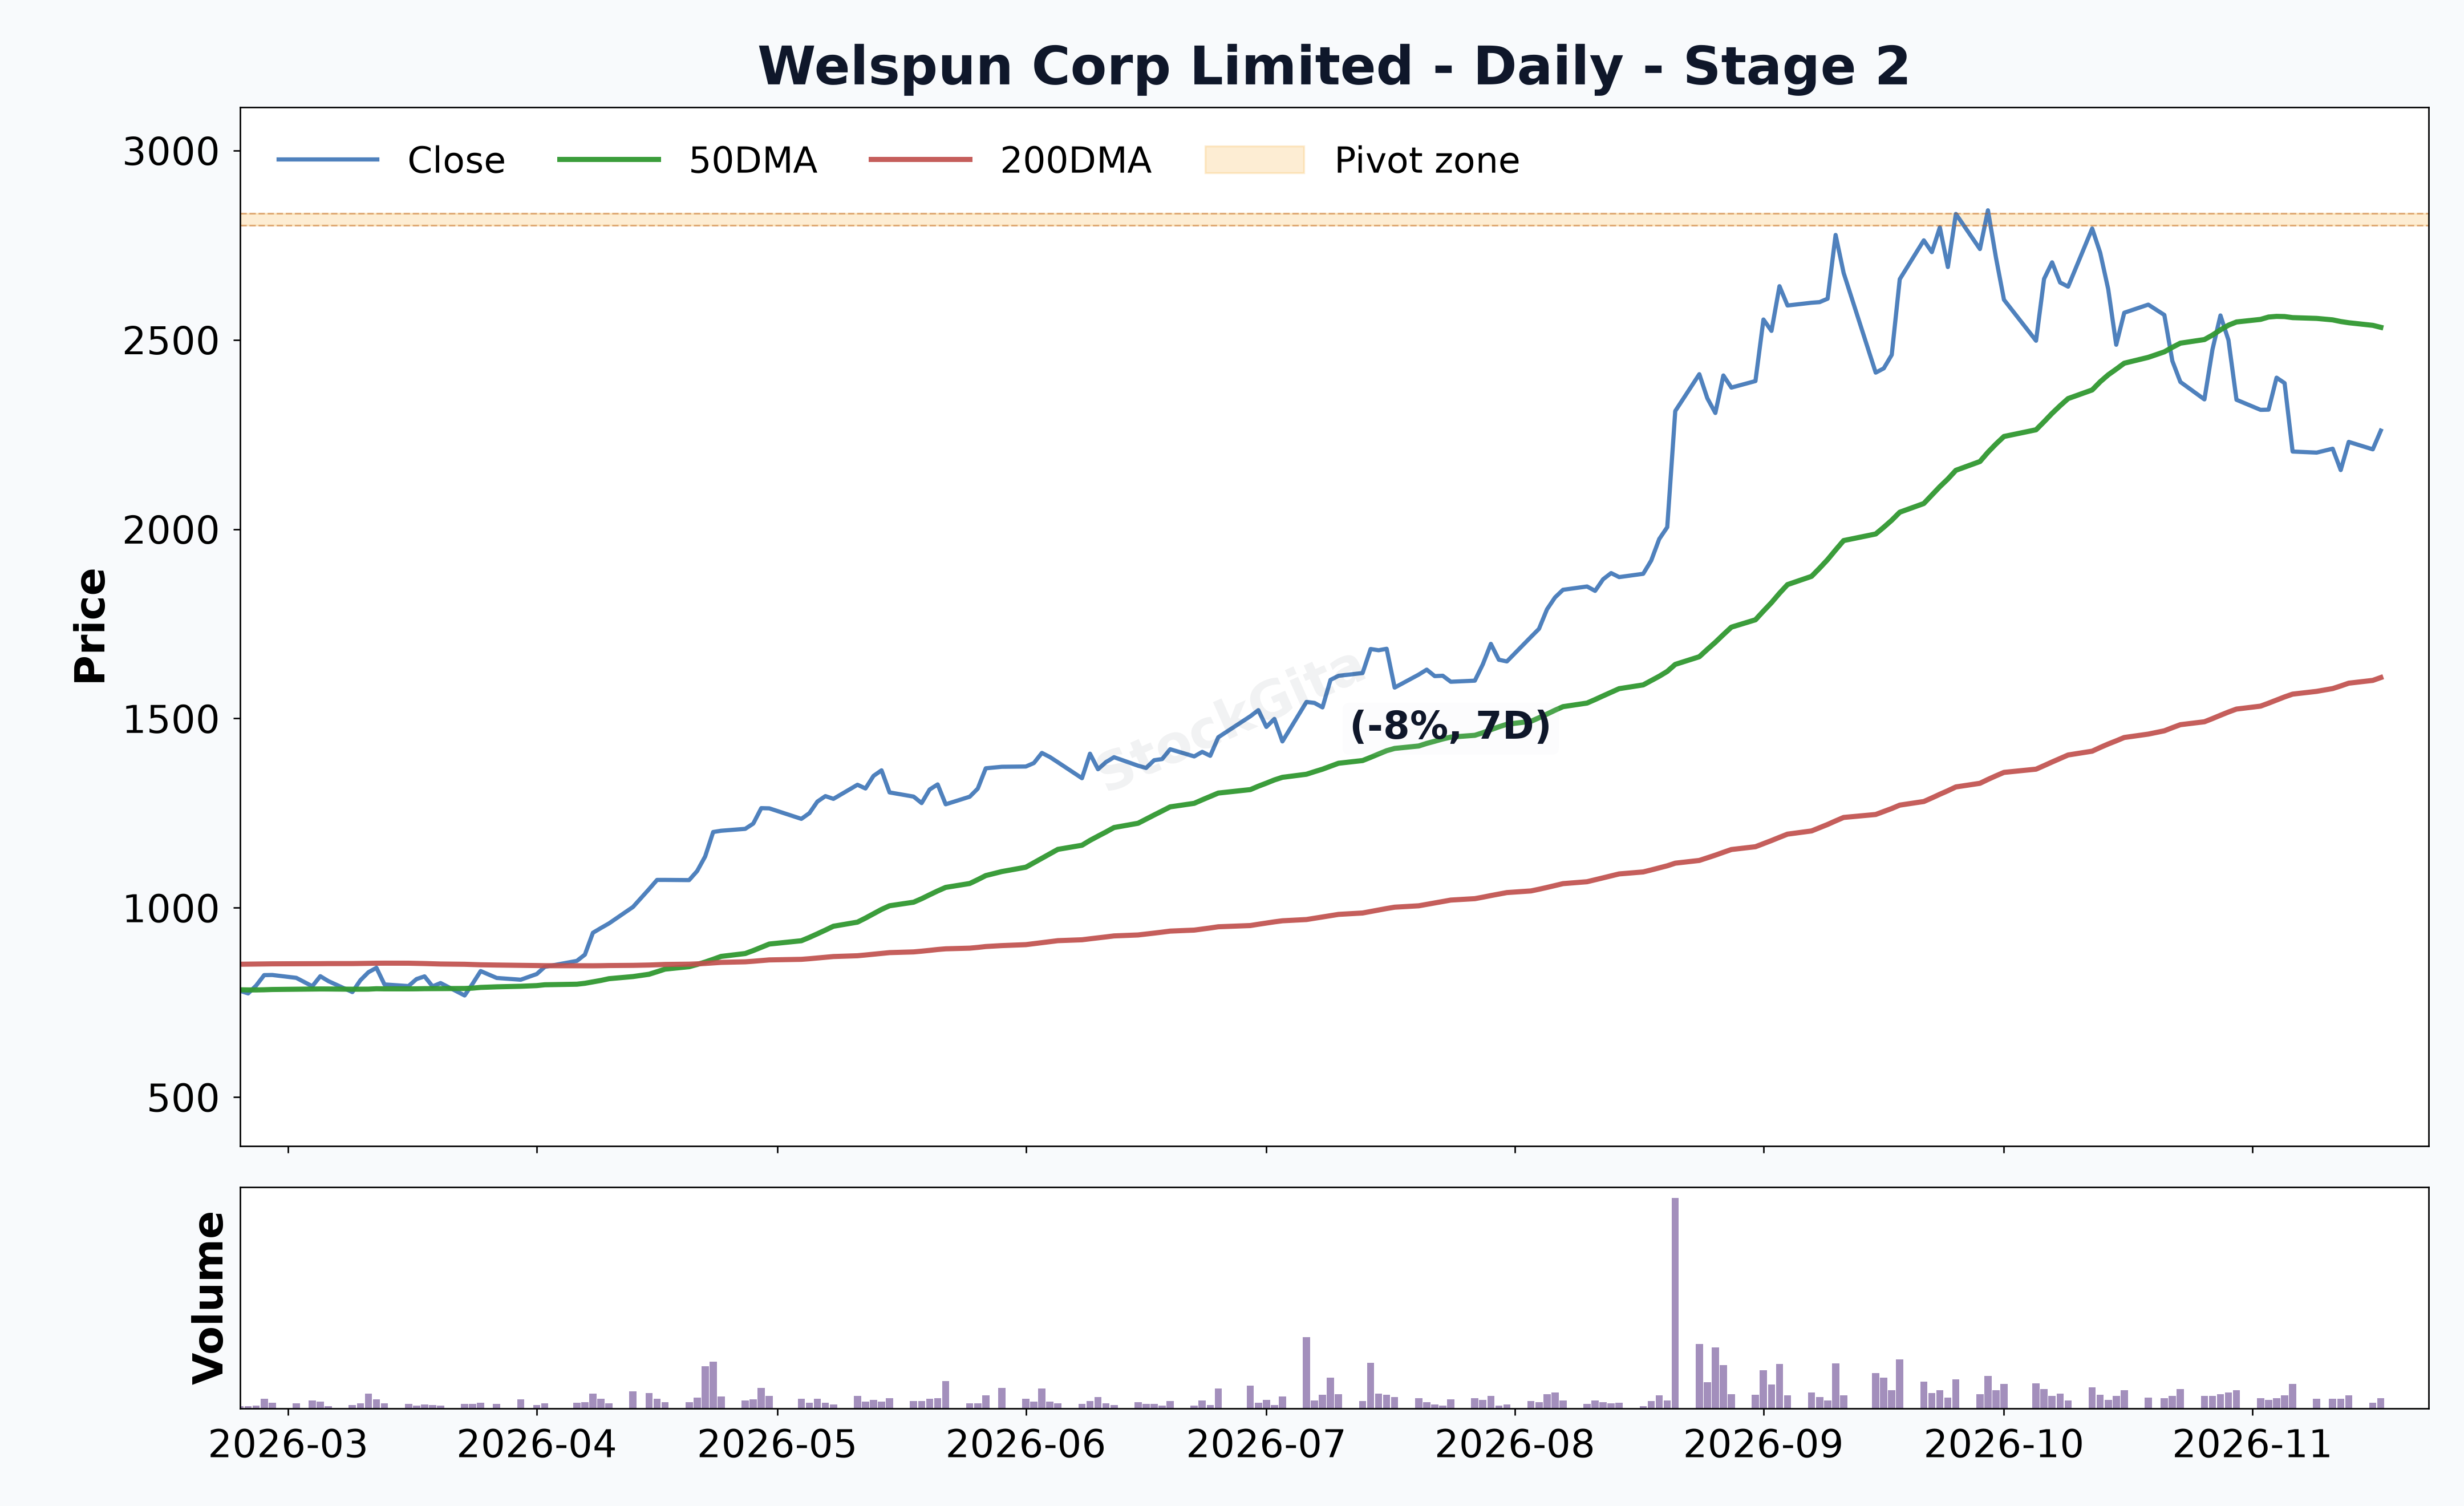 Welspun Corp Limited - Daily - Stage 2
Close 50DMA 200DMA Pivot zone
3000
2500
2000
1500
1000
500
Price
StockGita
(-8%, 7D)
Volume
2026-03 2026-04 2026-05 2026-06 2026-07 2026-08 2026-09 2026-10 2026-11